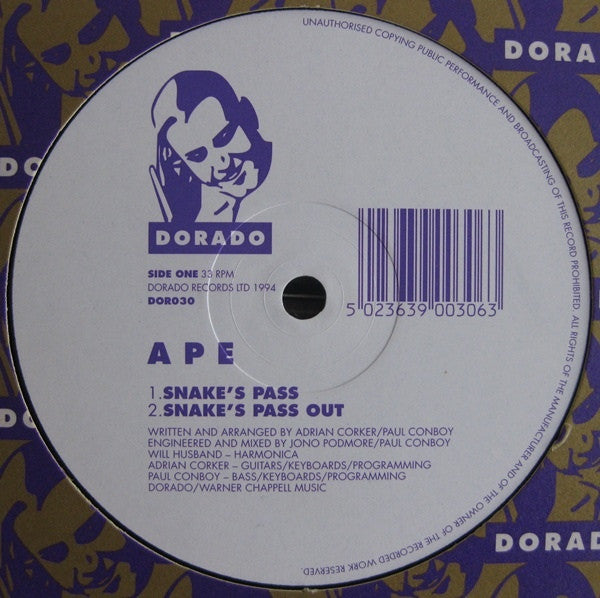 UNAUTHORISED COPYING PUBLIC PERFORMANCE AND BROADCASTING OF THIS RECORD PROHIBITED. ALL RIGHTS OF THE MANUFACTURER AND OF THE OWNER OF THE RECORDED WORK RESERVED.
DORA
DO
DORADO
SIDE ONE 33 RPM
DORADO RECORDS LTD 1994
DOR030
5 023639 003063
APE
1.SNAKE'S PASS
2.SNAKE'S PASS OUT
WRITTEN AND ARRANGED BY ADRIAN CORKER/PAUL CONBOY
ENGINEERED AND MIXED BY JONO PODMORE/PAUL CONBOY
WILL HUSBAND – HARMONICA
ADRIAN CORKER – GUITARS/KEYBOARDS/PROGRAMMING
PAUL CONBOY – BASS/KEYBOARDS/PROGRAMMING
DORADO/WARNER CHAPPELL MUSIC
DORADO